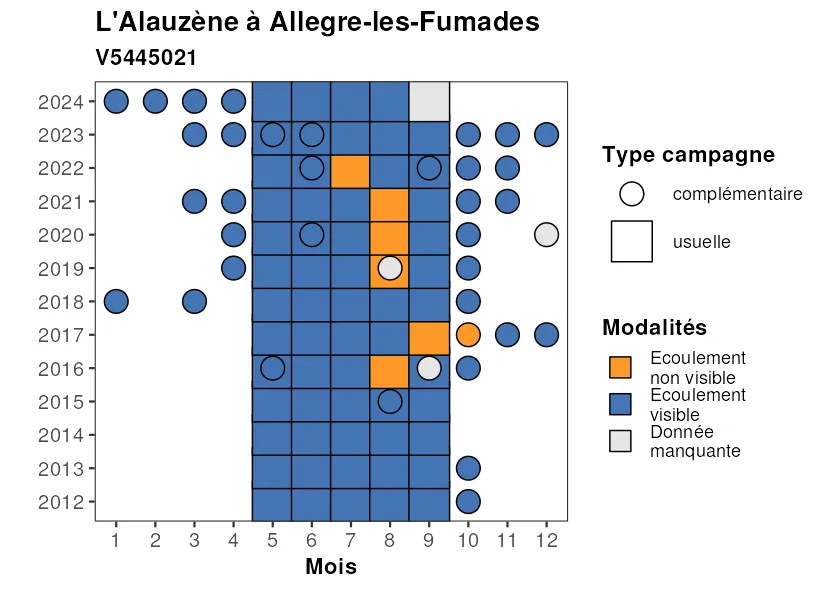 L'Alauzène à Allegre-les-Fumades
V5445021
2024
2023
2022
2021
2020
2019
2018
2017
2016
2015
2014
2013
2012
1 2 3 4 5 6 7 8 9 10 11 12
Mois
Type campagne
complémentaire
usuelle
Modalités
Ecoulement
non visible
Ecoulement
visible
Donnée
manquante